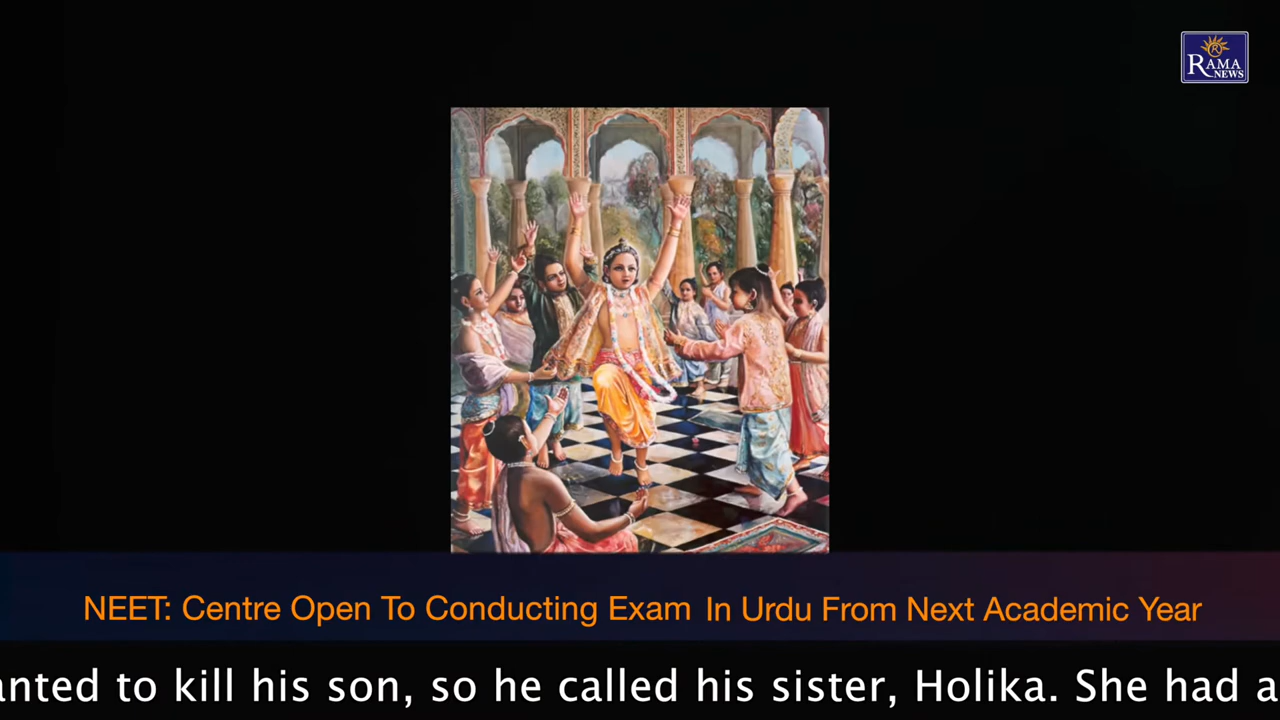 RAMA
NEWS
NEET: Centre Open To Conducting Exam In Urdu From Next Academic Year
to kill his son, so he called his sister, Holika. She had a